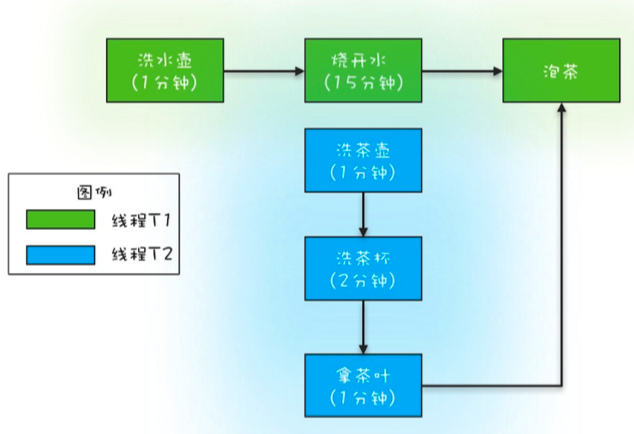 洗水壶
(1分钟)
烧开水
(15分钟)
泡茶
洗茶壶
(1分钟)
图例
线程T1
线程T2
洗茶杯
(2分钟)
拿茶叶
(1分钟)